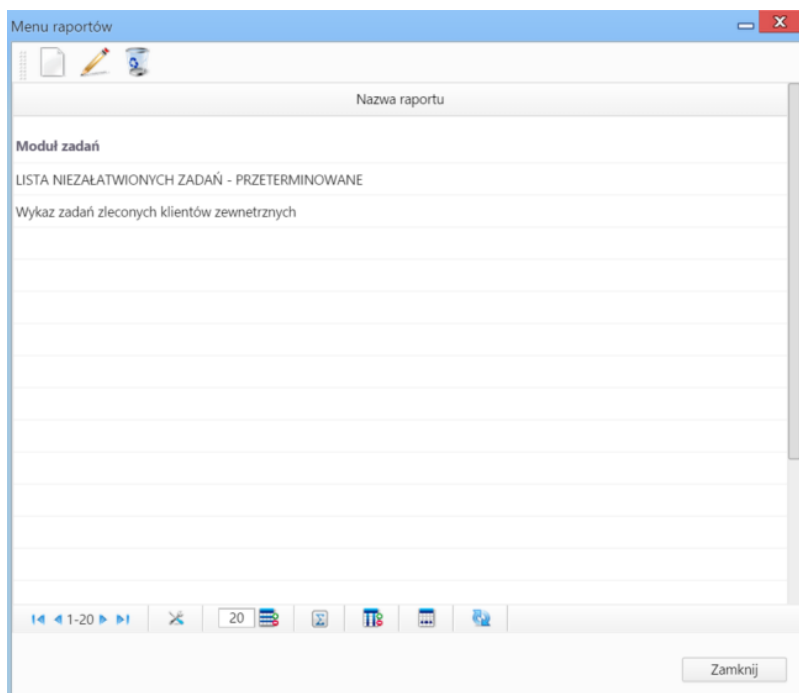 Menu raportów
Nazwa raportu
Moduł zadań
LISTA NIEZAŁATWIONYCH ZADAŃ - PRZETERMINOWANE
Wykaz zadań zleconych klientów zewnetrznych
1-20
20
Zamknij